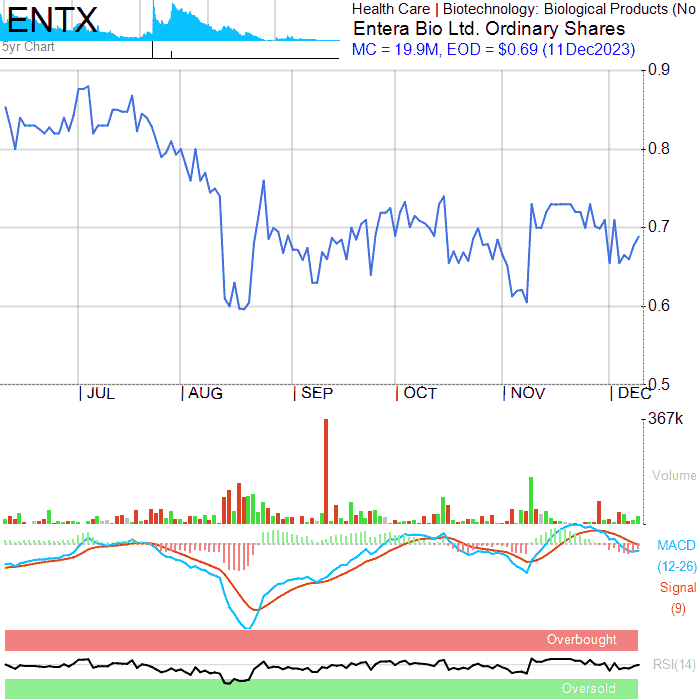 ENTX
5yr Chart
Health Care | Biotechnology: Biological Products (No
Entera Bio Ltd. Ordinary Shares
MC = 19.9M, EOD = $0.69 (11Dec2023)
0.9
0.8
0.7
0.6
0.5
JUL
AUG
SEP
OCT
NOV
DEC
367k
Volume
MACD
(12-26)
Signal
(9)
Overbought
RSI(14)
Oversold